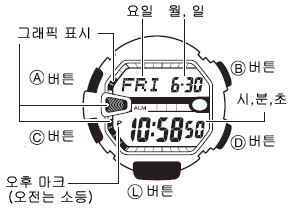 요일 월, 일
그래픽 표시
Ⓐ 버튼
Ⓑ 버튼
FRI 6-30
ALM
시,분,초
P 10:58 50
Ⓒ 버튼
Ⓓ 버튼
오후 마크
(오전는 소등)
Ⓛ 버튼